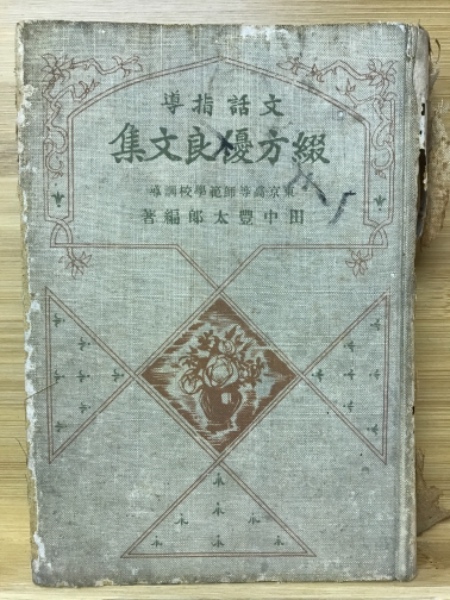 文話指導
綴方優良文集
東京高等師範學校訓導
田中豐太郎編著